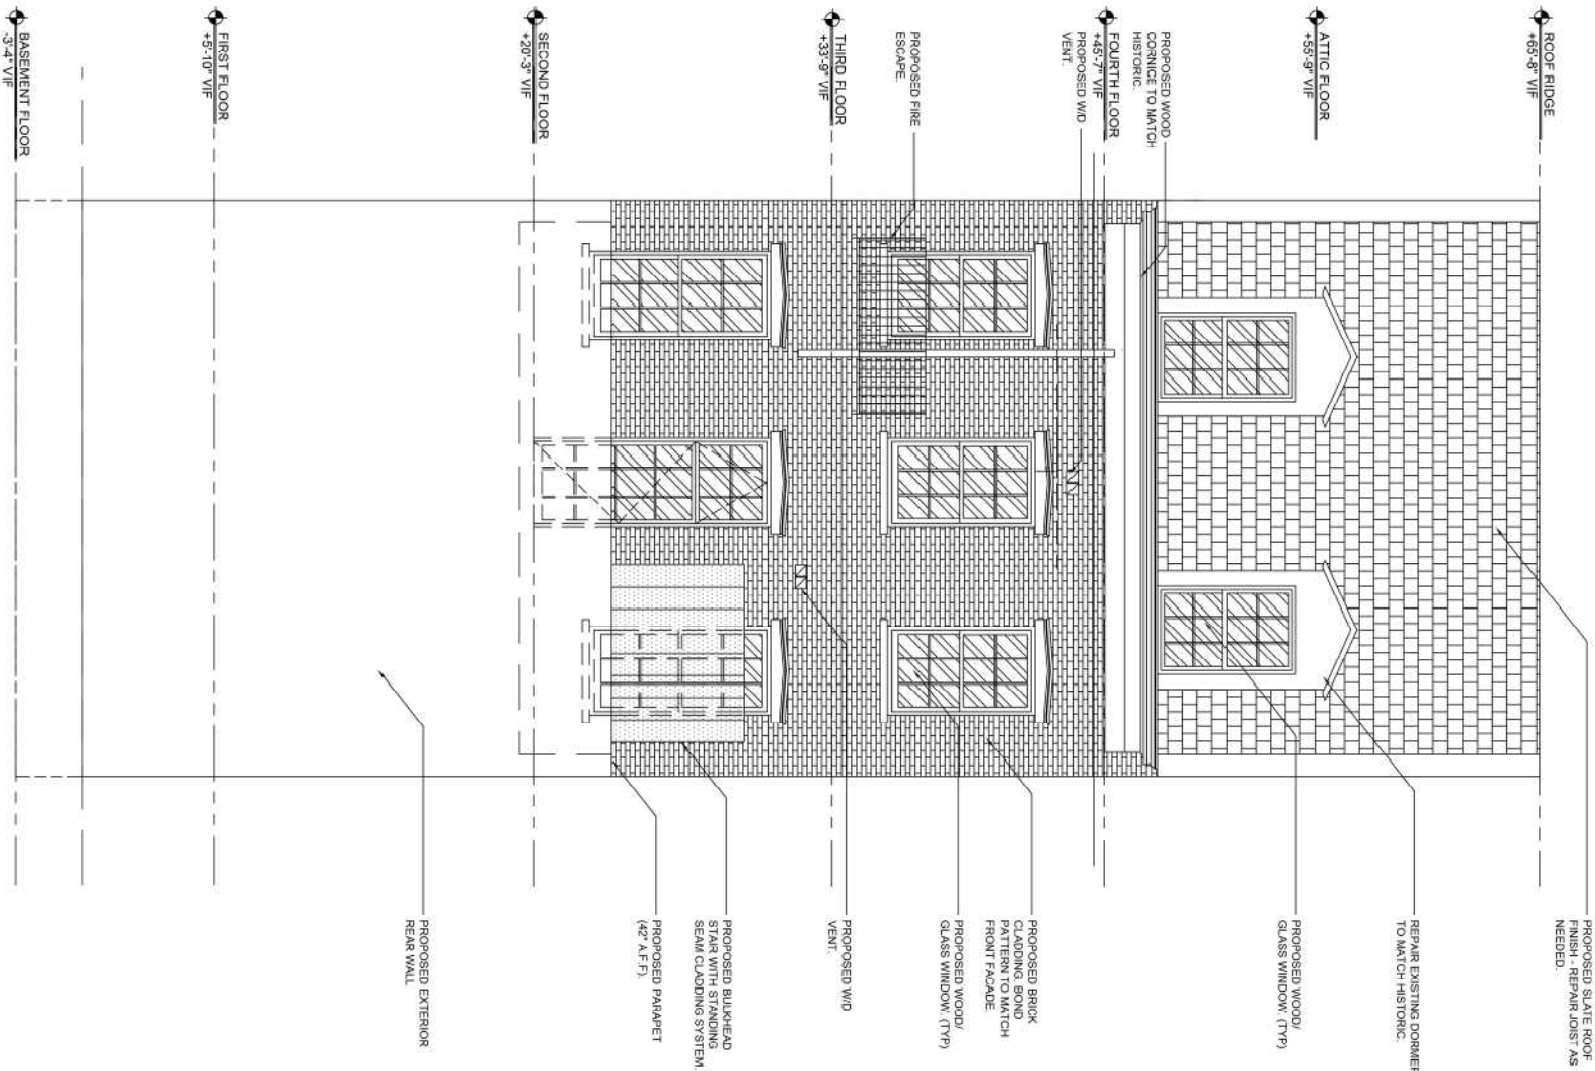 ROOF RIDGE
+65'-8" VIF
ATTIC FLOOR
+55'-9" VIF
PROPOSED WOOD
CORNICE TO MATCH
HISTORIC.
FOURTH FLOOR
+45'-7" VIF
PROPOSED W/D
VENT.
PROPOSED FIRE
ESCAPE.
THIRD FLOOR
+33'-9" VIF
SECOND FLOOR
+20'-3" VIF
FIRST FLOOR
+5'-10" VIF
BASEMENT FLOOR
-3'-4" VIF
PROPOSED SLATE ROOF
FINISH - REPAIR JOIST AS
NEEDED.
REPAIR EXISTING DORMER
TO MATCH HISTORIC.
PROPOSED WOOD/
GLASS WINDOW. (TYP)
PROPOSED BRICK
CLADDING. BOND
PATTERN TO MATCH
FRONT FACADE.
PROPOSED WOOD/
GLASS WINDOW. (TYP)
PROPOSED W/D
VENT.
PROPOSED BULKHEAD
STAIR WITH STANDING
SEAM CLADDING SYSTEM.
PROPOSED PARAPET
(42" A.F.F).
PROPOSED EXTERIOR
REAR WALL